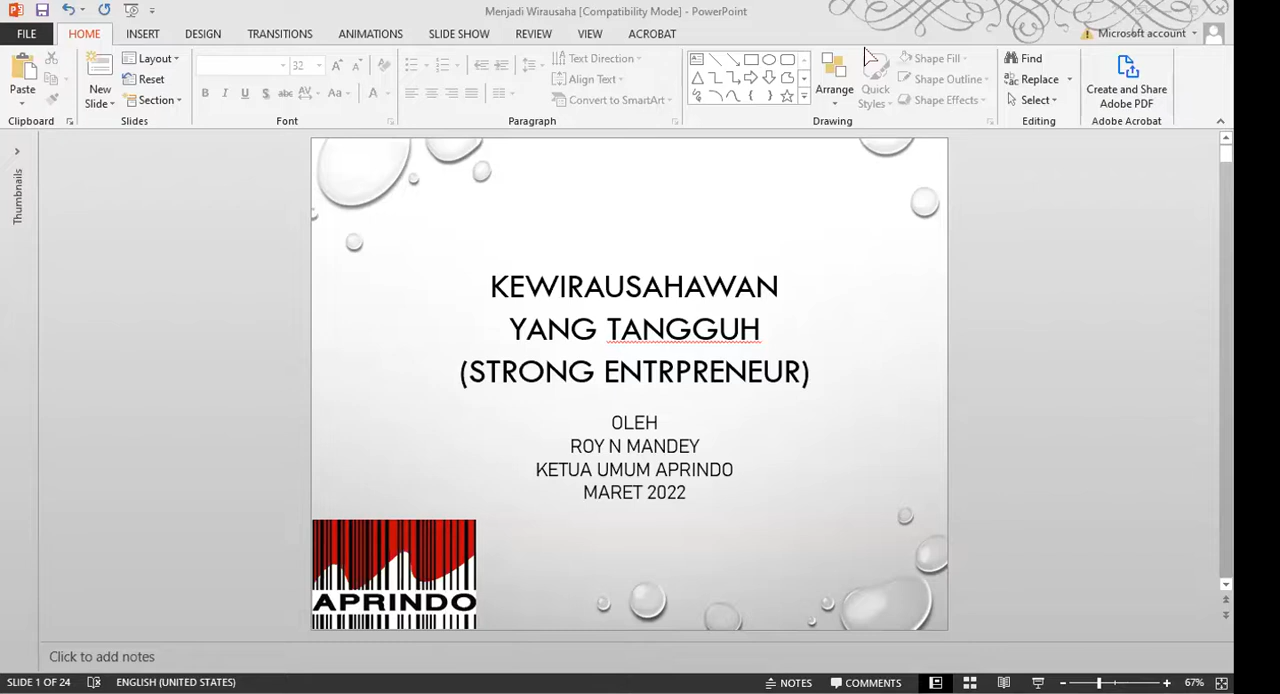 Menjadi Wirausaha [Compatibility Mode] - PowerPoint
FILE HOME INSERT DESIGN TRANSITIONS ANIMATIONS SLIDE SHOW REVIEW VIEW ACROBAT Microsoft account
Paste
New Slide
Layout
Reset
Section
32
B I U S abc AV Aa A
Text Direction
Align Text
Convert to SmartArt
Arrange
Quick Styles
Shape Fill
Shape Outline
Shape Effects
Find
Replace
Select
Create and Share
Adobe PDF
Clipboard Slides Font Paragraph Drawing Editing Adobe Acrobat
Thumbnails
KEWIRAUSAHAWAN
YANG TANGGUH
(STRONG ENTRPRENEUR)
OLEH
ROY N MANDEY
KETUA UMUM APRINDO
MARET 2022
APRINDO
Click to add notes
SLIDE 1 OF 24 ENGLISH (UNITED STATES) NOTES COMMENTS 67%